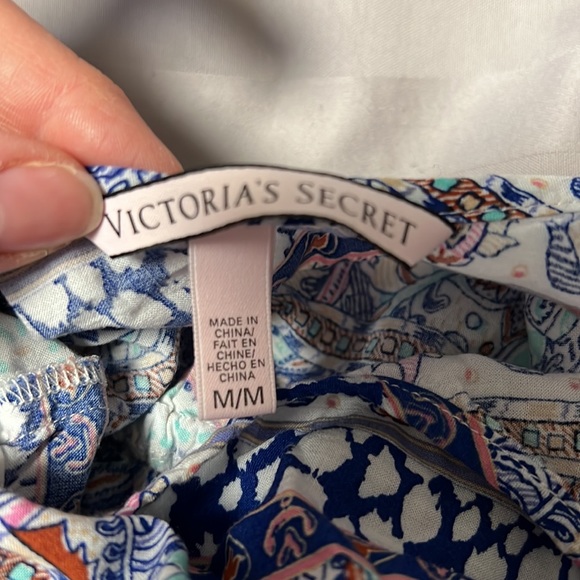 VICTORIA'S SECRET
MADE IN
CHINA/
FAIT EN
CHINE/
HECHO EN
CHINA
M/M